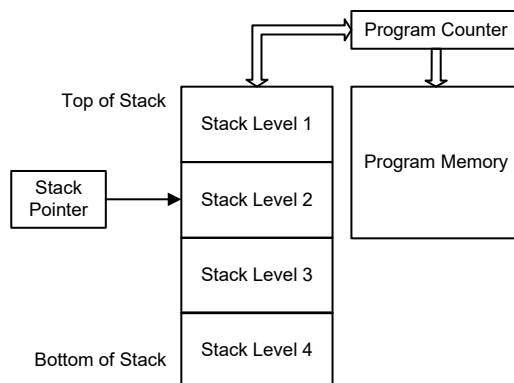 Program Counter
Top of Stack
Stack Level 1
Program Memory
Stack
Pointer
Stack Level 2
Stack Level 3
Bottom of Stack
Stack Level 4